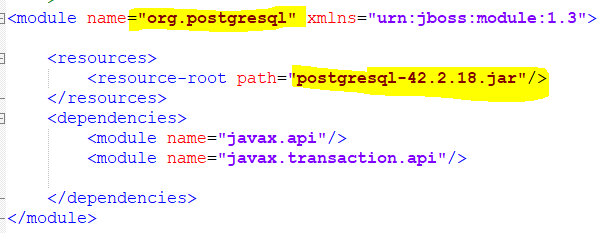 <module name="org.postgresql" xmlns="urn:jboss:module:1.3">
<resources>
<resource-root path="postgresql-42.2.18.jar"/>
</resources>
<dependencies>
<module name="javax.api"/>
<module name="javax.transaction.api"/>
</dependencies>
</module>